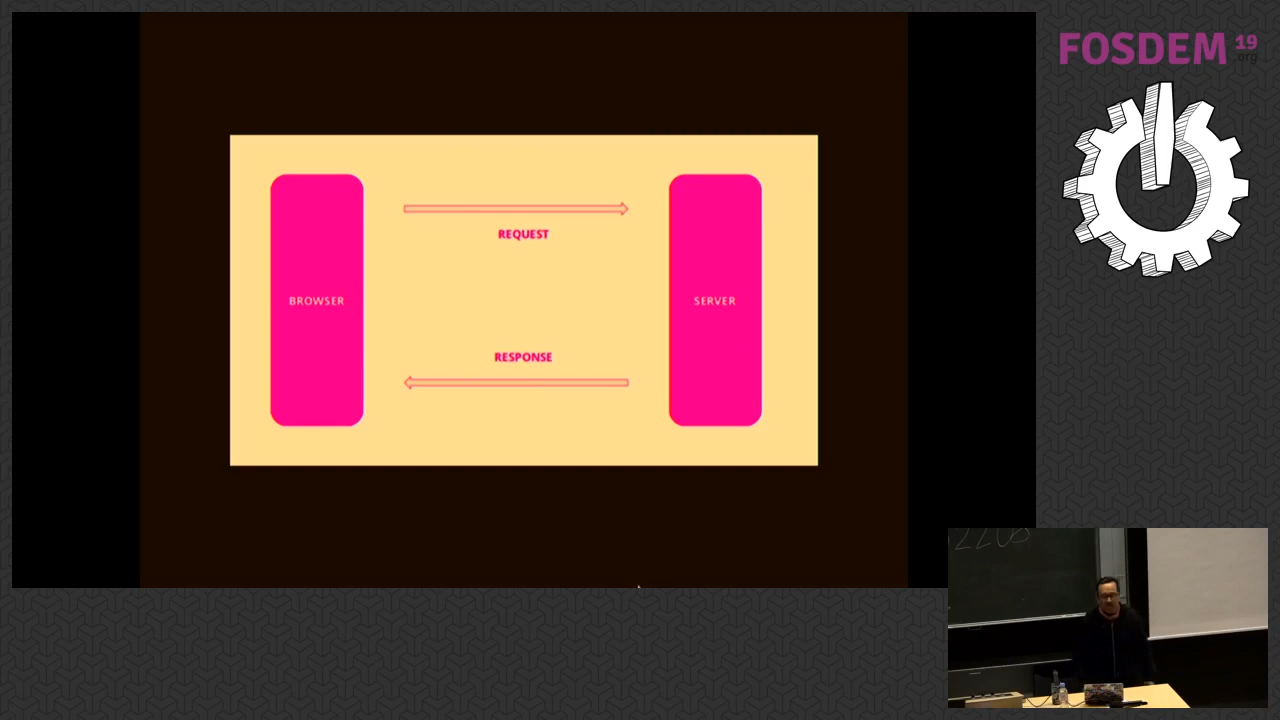 FOSDEM 19
.org
REQUEST
BROWSER
SERVER
RESPONSE